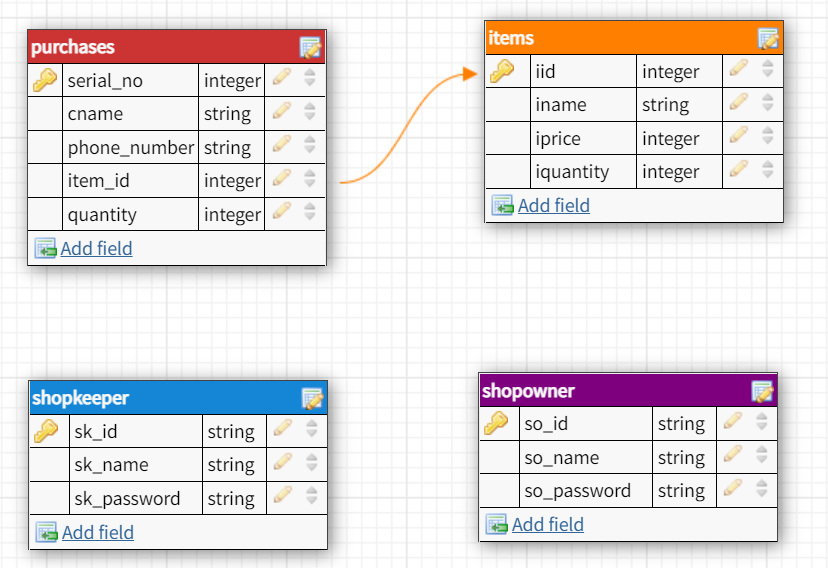 purchases
serial_no integer
cname string
phone_number string
item_id integer
quantity integer
Add field
items
iid integer
iname string
iprice integer
iquantity integer
Add field
shopkeeper
sk_id string
sk_name string
sk_password string
Add field
shopowner
so_id string
so_name string
so_password string
Add field